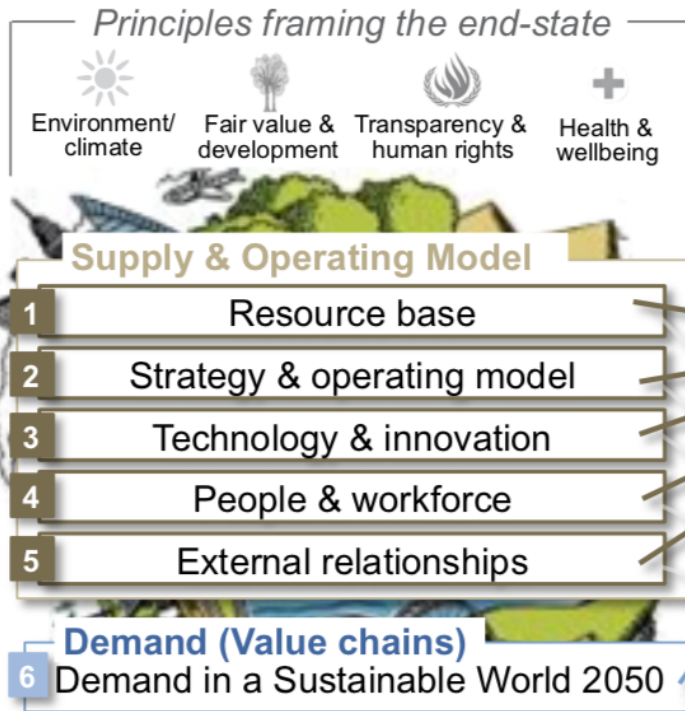 Principles framing the end-state
Environment/
climate
Fair value &
development
Transparency &
human rights
Health &
wellbeing
Supply & Operating Model
1 Resource base
2 Strategy & operating model
3 Technology & innovation
4 People & workforce
5 External relationships
Demand (Value chains)
6 Demand in a Sustainable World 2050